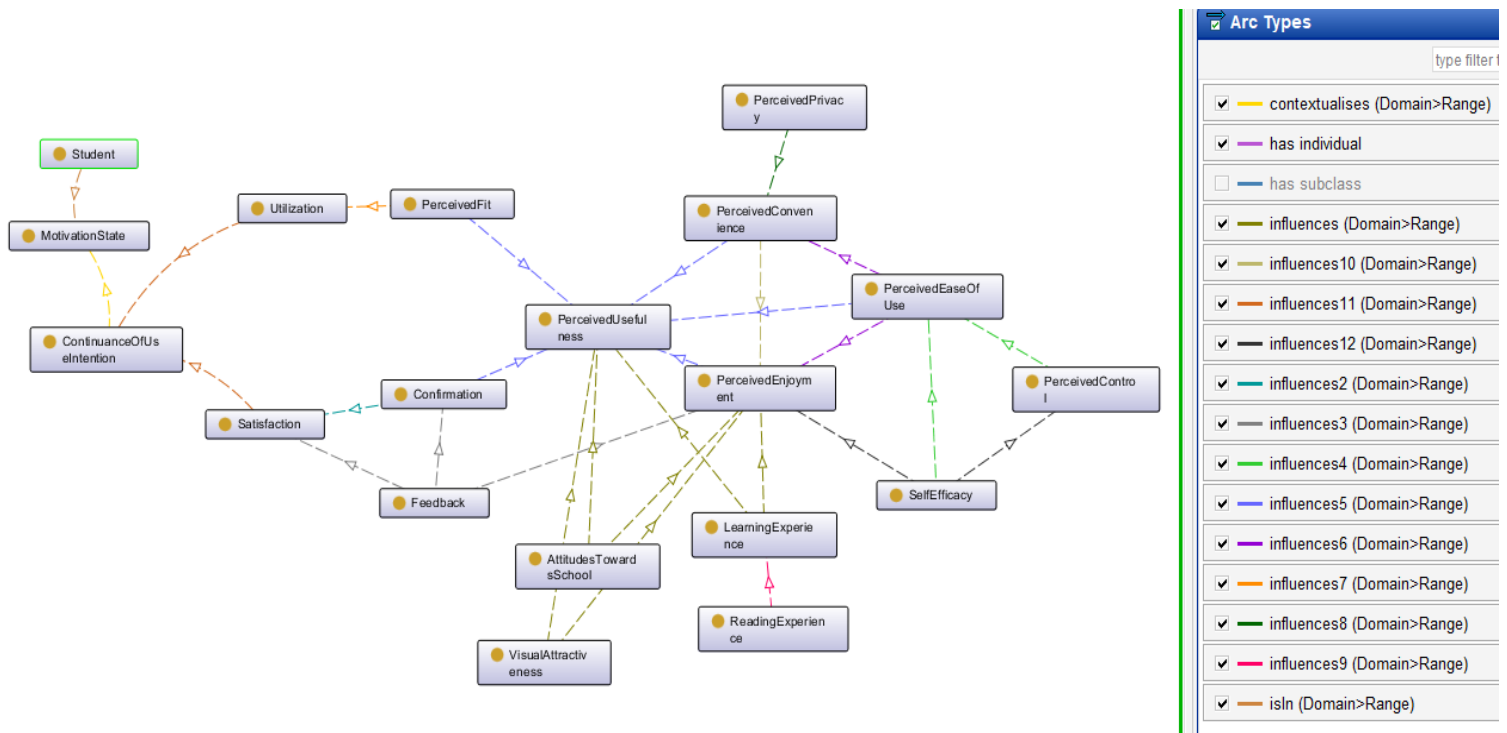 Arc Types
type filter t
PerceivedPrivac
y
Student
Utilization
PerceivedFit
PerceivedConven
ience
MotivationState
PerceivedEaseOf
Use
PerceivedUseful
ness
ContinuanceOfUs
eIntention
PerceivedEnjoym
ent
PerceivedContro
l
Confirmation
Satisfaction
Feedback
SelfEfficacy
LearningExperie
nce
AttitudesTowar
dsSchool
ReadingExperien
ce
VisualAttractiv
eness
contextualises (Domain>Range)
has individual
has subclass
influences (Domain>Range)
influences10 (Domain>Range)
influences11 (Domain>Range)
influences12 (Domain>Range)
influences2 (Domain>Range)
influences3 (Domain>Range)
influences4 (Domain>Range)
influences5 (Domain>Range)
influences6 (Domain>Range)
influences7 (Domain>Range)
influences8 (Domain>Range)
influences9 (Domain>Range)
isIn (Domain>Range)